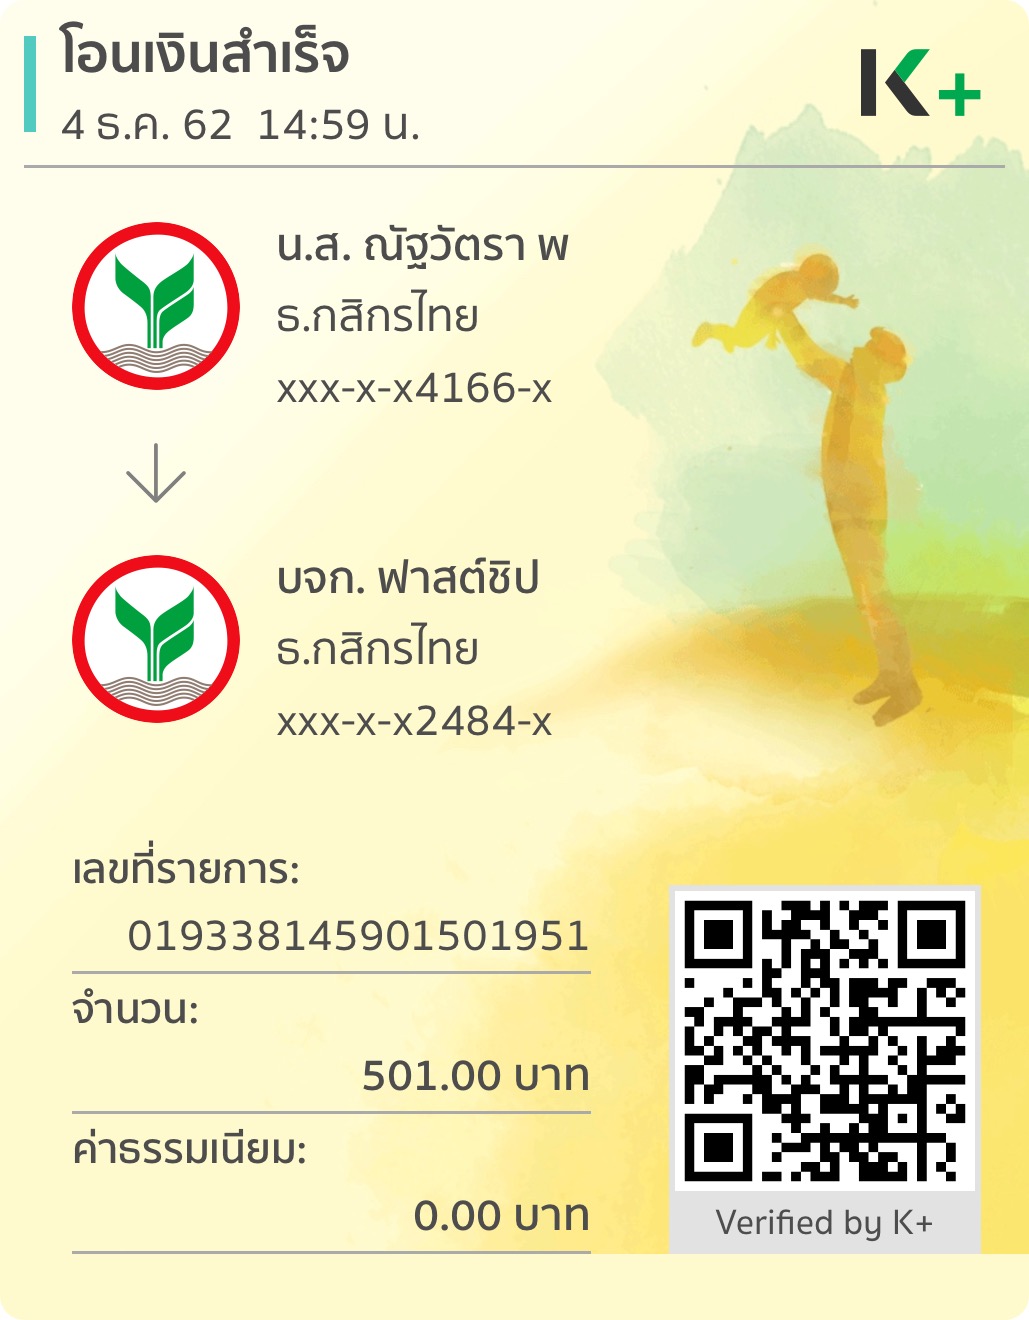 โอนเงินสำเร็จ
4 ธ.ค. 62 14:59 น.
K+
น.ส. ณัฐวัตรา พ
ธ.กสิกรไทย
xxx-x-x4166-x
บจก. ฟาสต์ชิป
ธ.กสิกรไทย
xxx-x-x2484-x
เลขที่รายการ:
019338145901501951
จำนวน:
501.00 บาท
ค่าธรรมเนียม:
0.00 บาท
Verified by K+